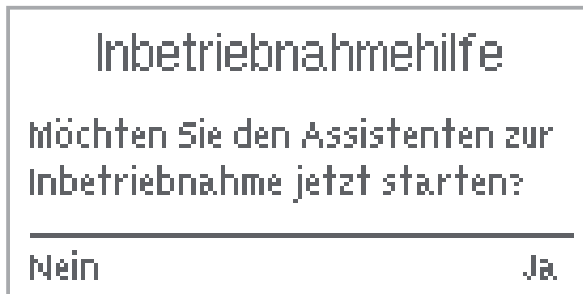 Inbetriebnahmehilfe
Möchten Sie den Assistenten zur
Inbetriebnahme jetzt starten?
Nein Ja